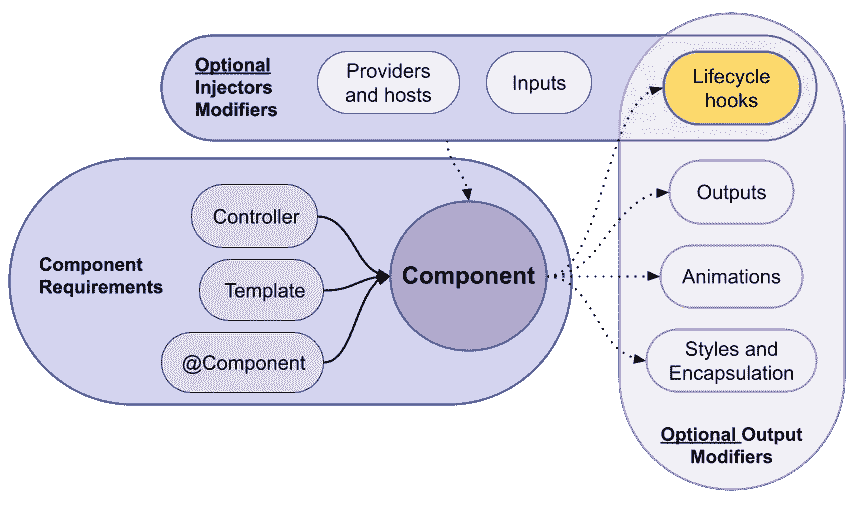 Optional
Injectors
Modifiers
Providers
and hosts
Inputs
Lifecycle
hooks
Component
Requirements
Controller
Template
@Component
Component
Outputs
Animations
Styles and
Encapsulation
Optional Output
Modifiers